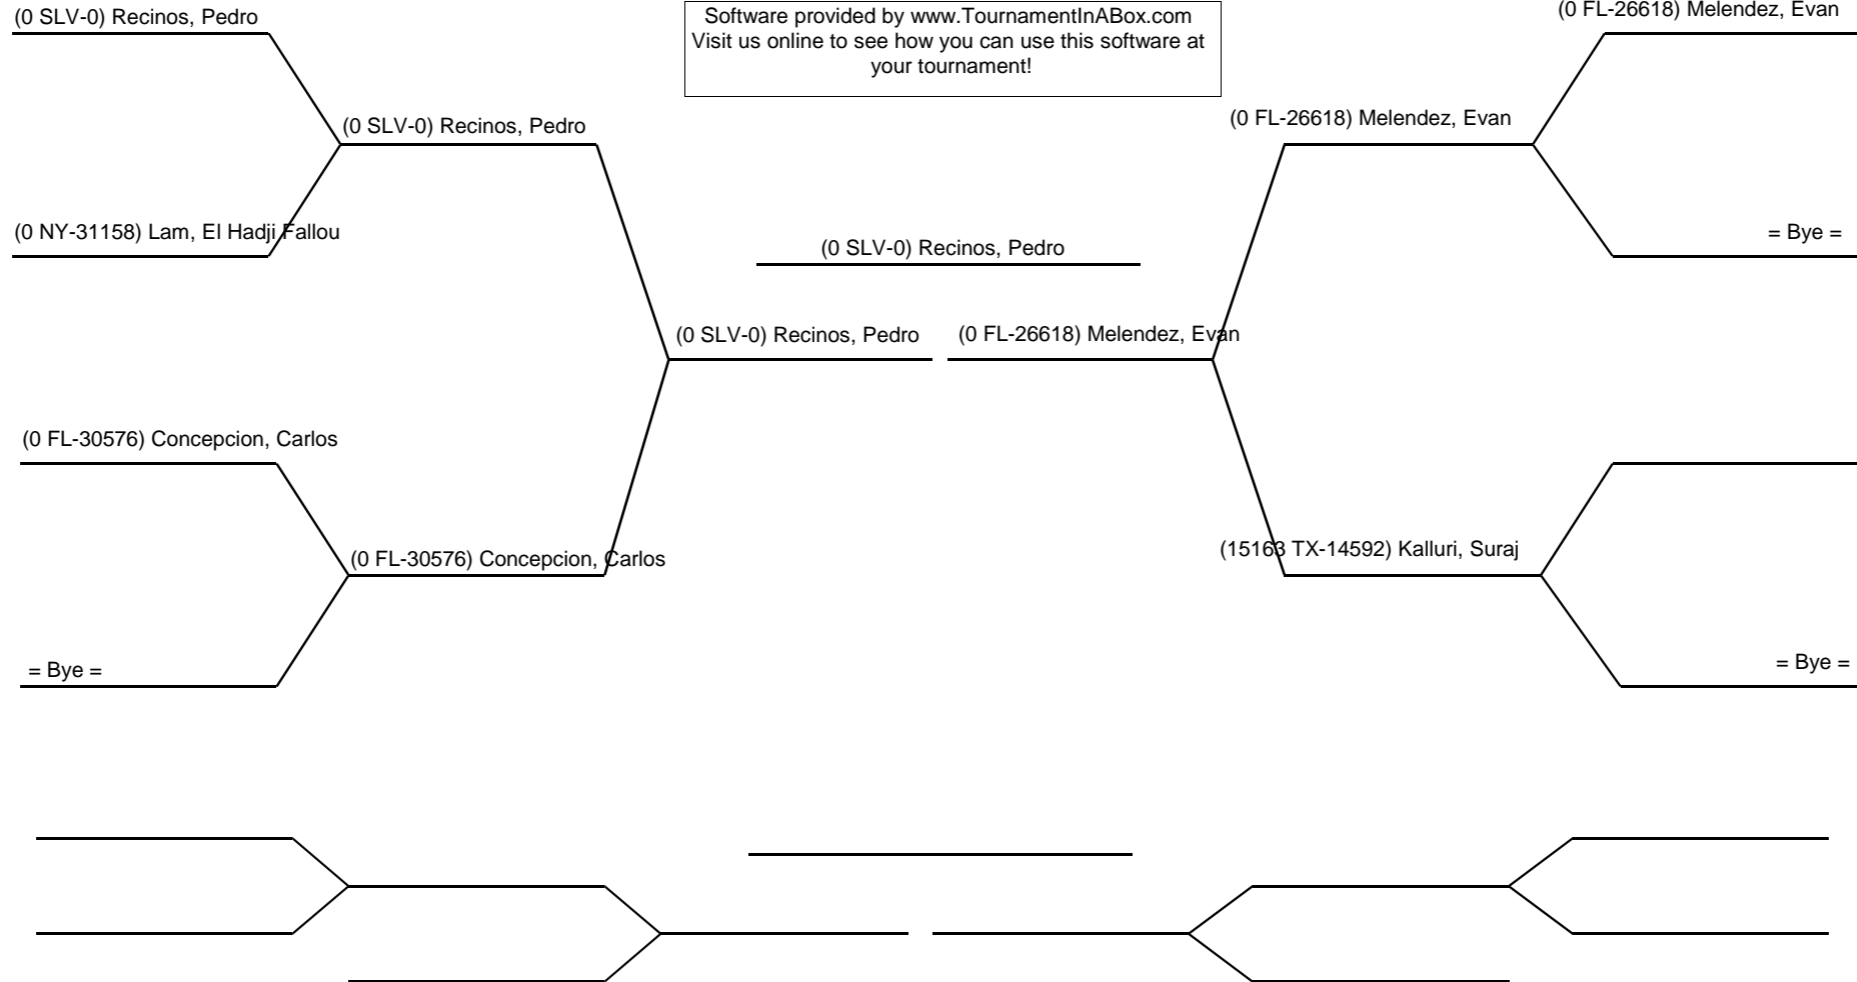 (0 SLV-0) Recinos, Pedro
Software provided by www.TournamentInABox.com
Visit us online to see how you can use this software at
your tournament!
(0 FL-26618) Melendez, Evan
(0 SLV-0) Recinos, Pedro
(0 FL-26618) Melendez, Evan
(0 NY-31158) Lam, El Hadji Fallou
(0 SLV-0) Recinos, Pedro
= Bye =
(0 SLV-0) Recinos, Pedro
(0 FL-26618) Melendez, Evan
(0 FL-30576) Concepcion, Carlos
(0 FL-30576) Concepcion, Carlos
(15163 TX-14592) Kalluri, Suraj
= Bye =
= Bye =